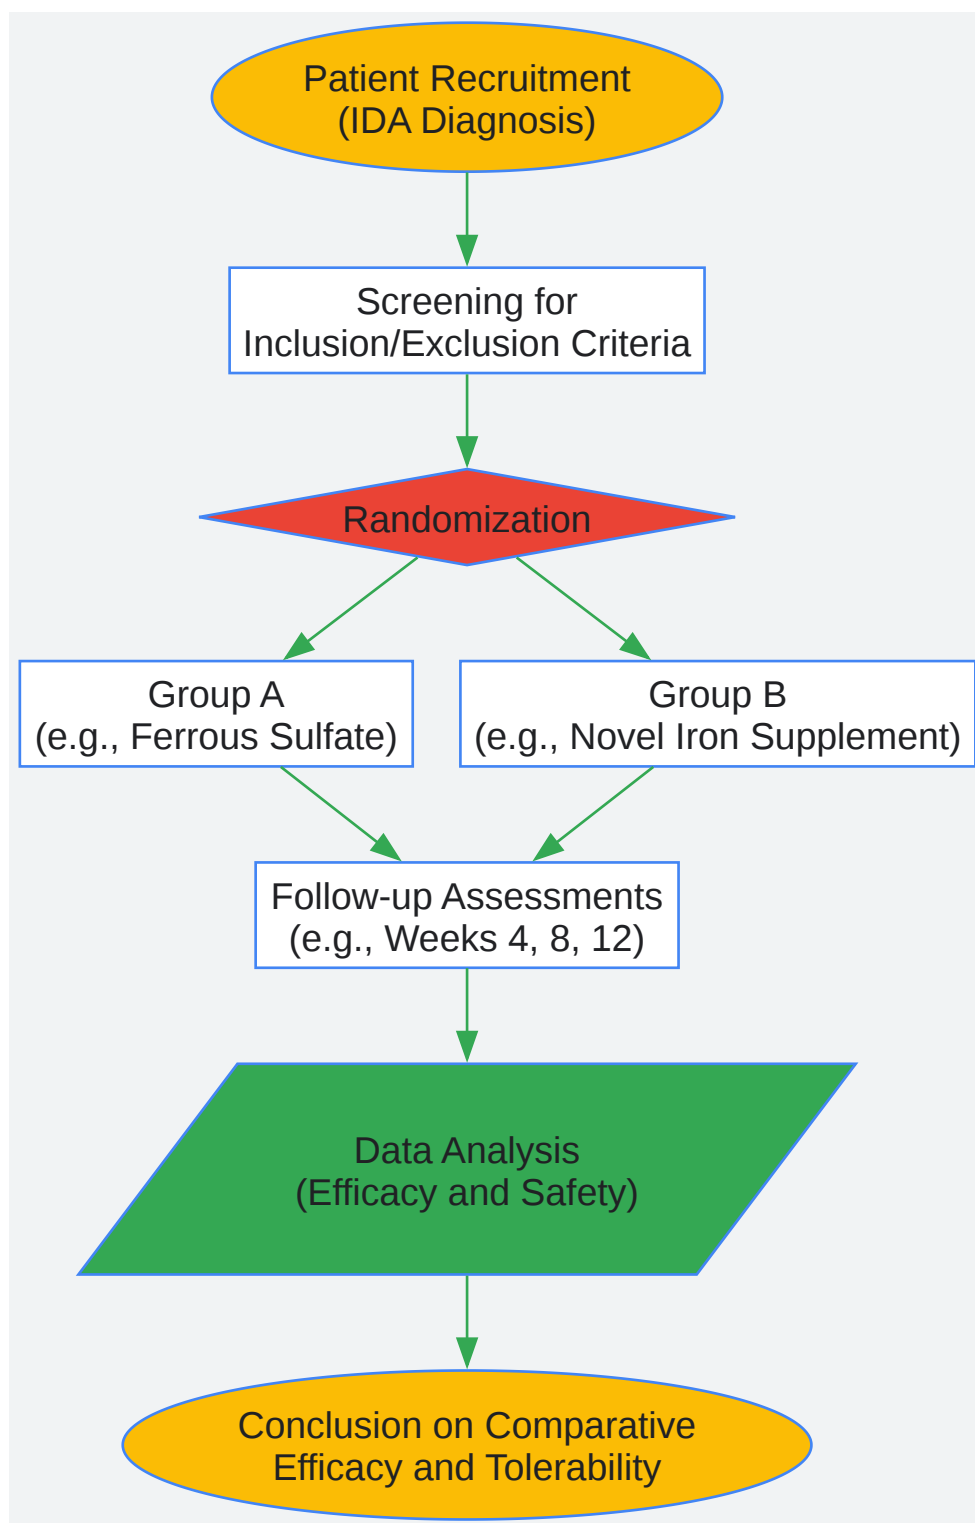 Patient Recruitment
(IDA Diagnosis)
Screening for
Inclusion/Exclusion Criteria
Randomization
Group A
(e.g., Ferrous Sulfate)
Group B
(e.g., Novel Iron Supplement)
Follow-up Assessments
(e.g., Weeks 4, 8, 12)
Data Analysis
(Efficacy and Safety)
Conclusion on Comparative
Efficacy and Tolerability